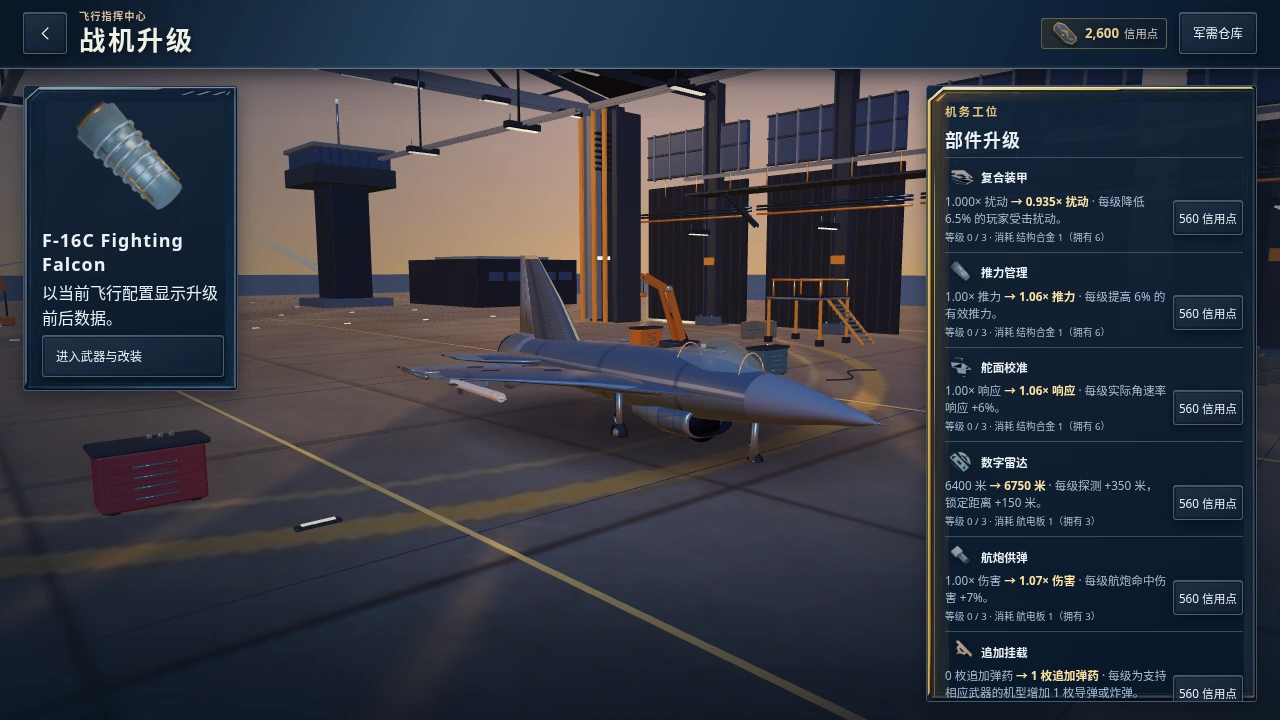 飞行指挥中心
战机升级
2,600 信用点
军需仓库
F-16C Fighting
Falcon
以当前飞行配置显示升级
前后数据。
进入武器与改装
机务工位
部件升级
复合装甲
1.000× 扰动 → 0.935× 扰动 · 每级降低
6.5% 的玩家受击扰动。
等级 0 / 3 · 消耗 结构合金 1（拥有 6）
560 信用点
推力管理
1.00× 推力 → 1.06× 推力 · 每级提高 6% 的
有效推力。
等级 0 / 3 · 消耗 结构合金 1（拥有 6）
560 信用点
舵面校准
1.00× 响应 → 1.06× 响应 · 每级实际角速率
响应 +6%。
等级 0 / 3 · 消耗 结构合金 1（拥有 6）
560 信用点
数字雷达
6400 米 → 6750 米 · 每级探测 +350 米，
锁定距离 +150 米。
等级 0 / 3 · 消耗 航电板 1（拥有 3）
560 信用点
航炮供弹
1.00× 伤害 → 1.07× 伤害 · 每级航炮命中伤
害 +7%。
等级 0 / 3 · 消耗 航电板 1（拥有 3）
560 信用点
追加挂载
0 枚追加弹药 → 1 枚追加弹药 · 每级为支持
相应武器的机型增加 1 枚导弹或炸弹。
560 信用点